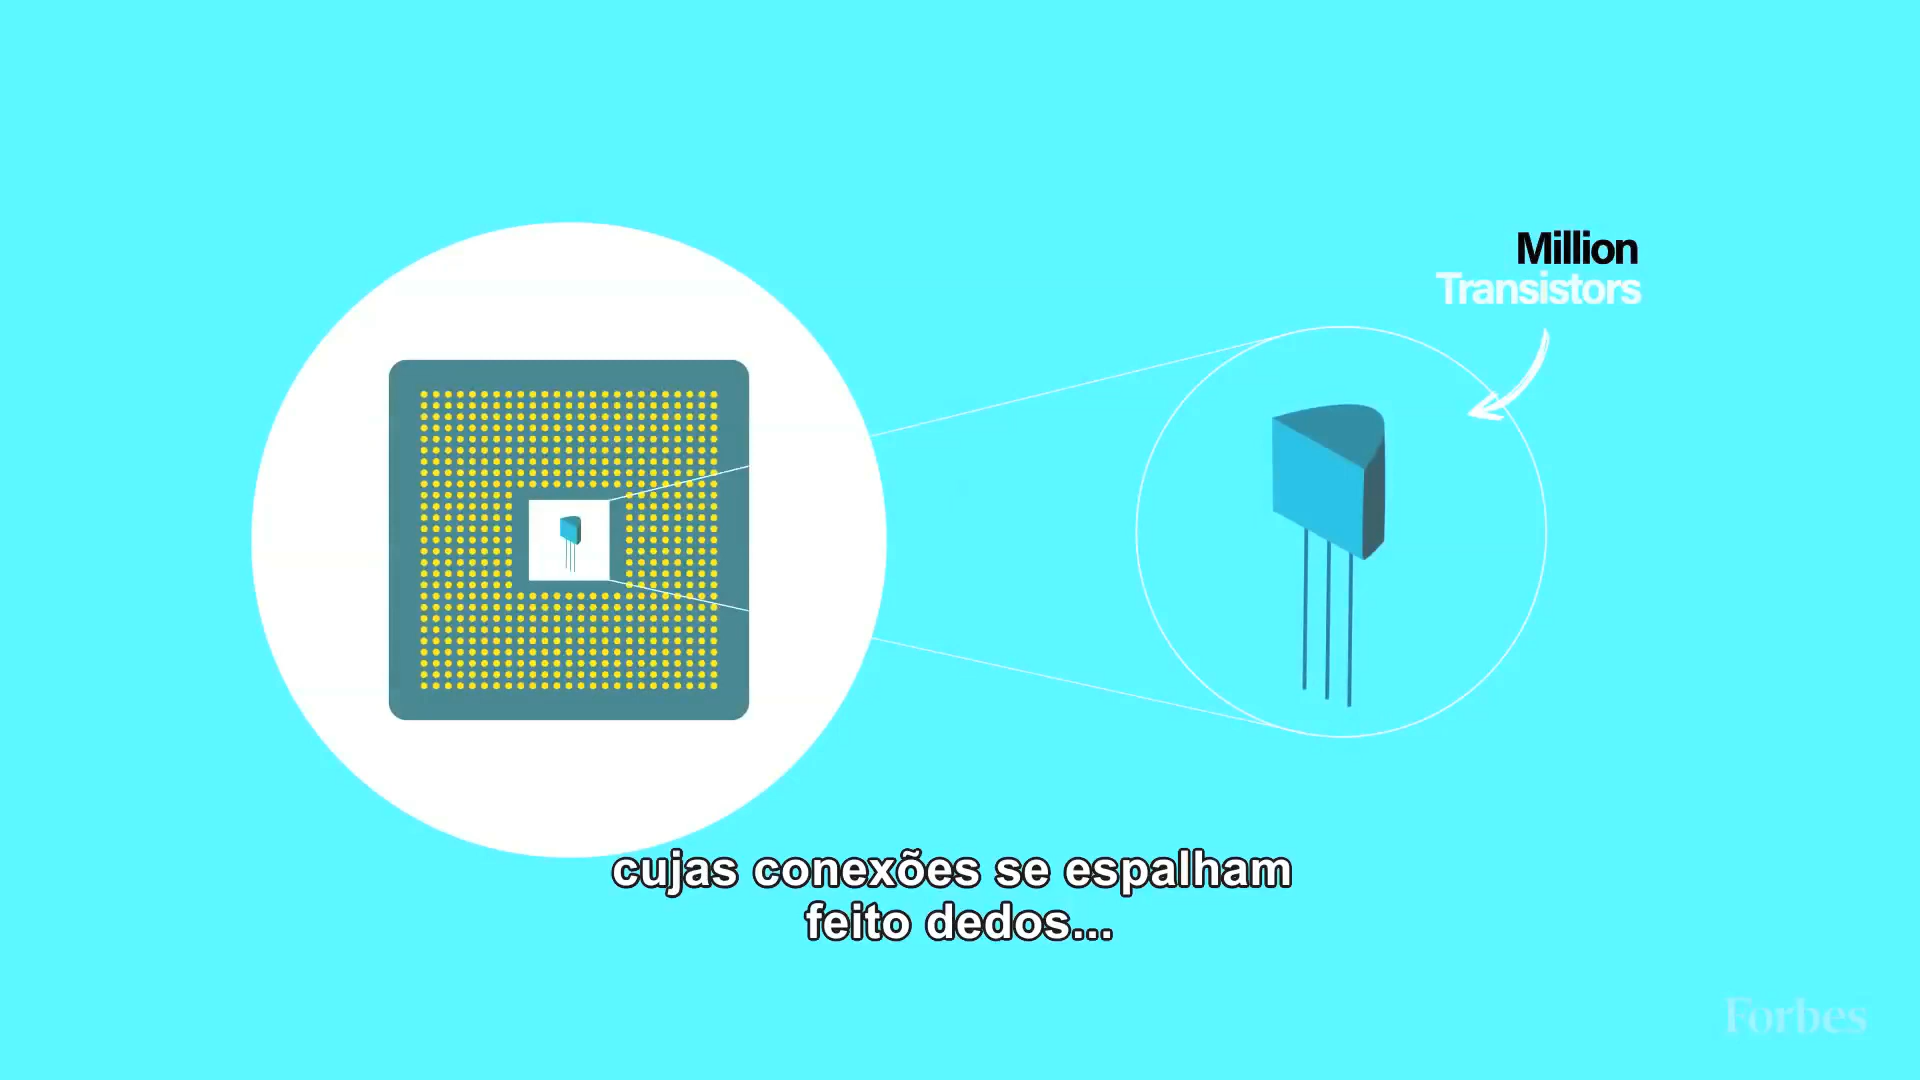 Million
Transistors
cujas conexões se espalham
feito dedos...
Forbes